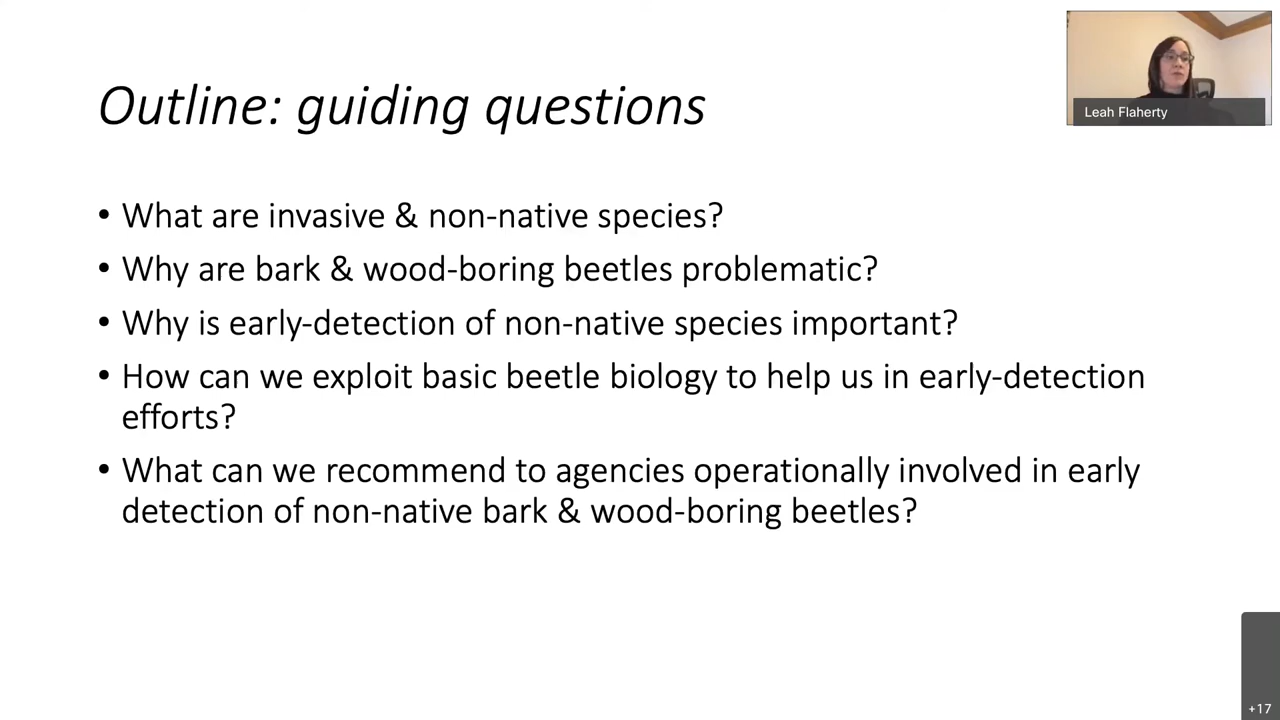 Outline: guiding questions
Leah Flaherty
• What are invasive & non-native species?
• Why are bark & wood-boring beetles problematic?
• Why is early-detection of non-native species important?
• How can we exploit basic beetle biology to help us in early-detection
efforts?
• What can we recommend to agencies operationally involved in early
detection of non-native bark & wood-boring beetles?
+17